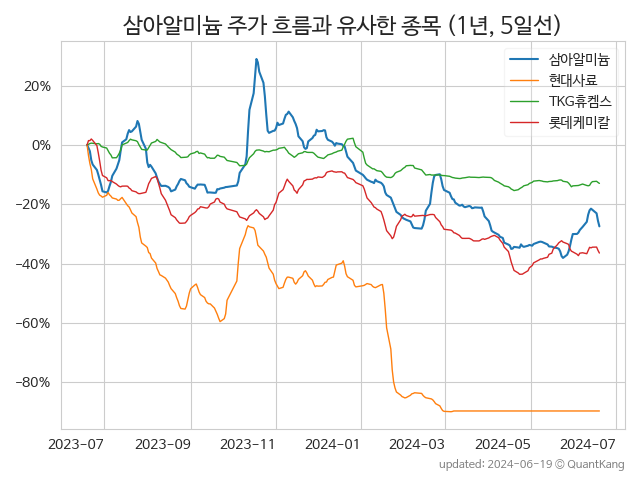 삼아알미늄 주가 흐름과 유사한 종목 (1년, 5일선)
삼아알미늄
현대사료
TKG휴켐스
롯데케미칼
20%
0%
−20%
−40%
−60%
−80%
2023-07 2023-09 2023-11 2024-01 2024-03 2024-05 2024-07
updated: 2024-06-19 © QuantKang